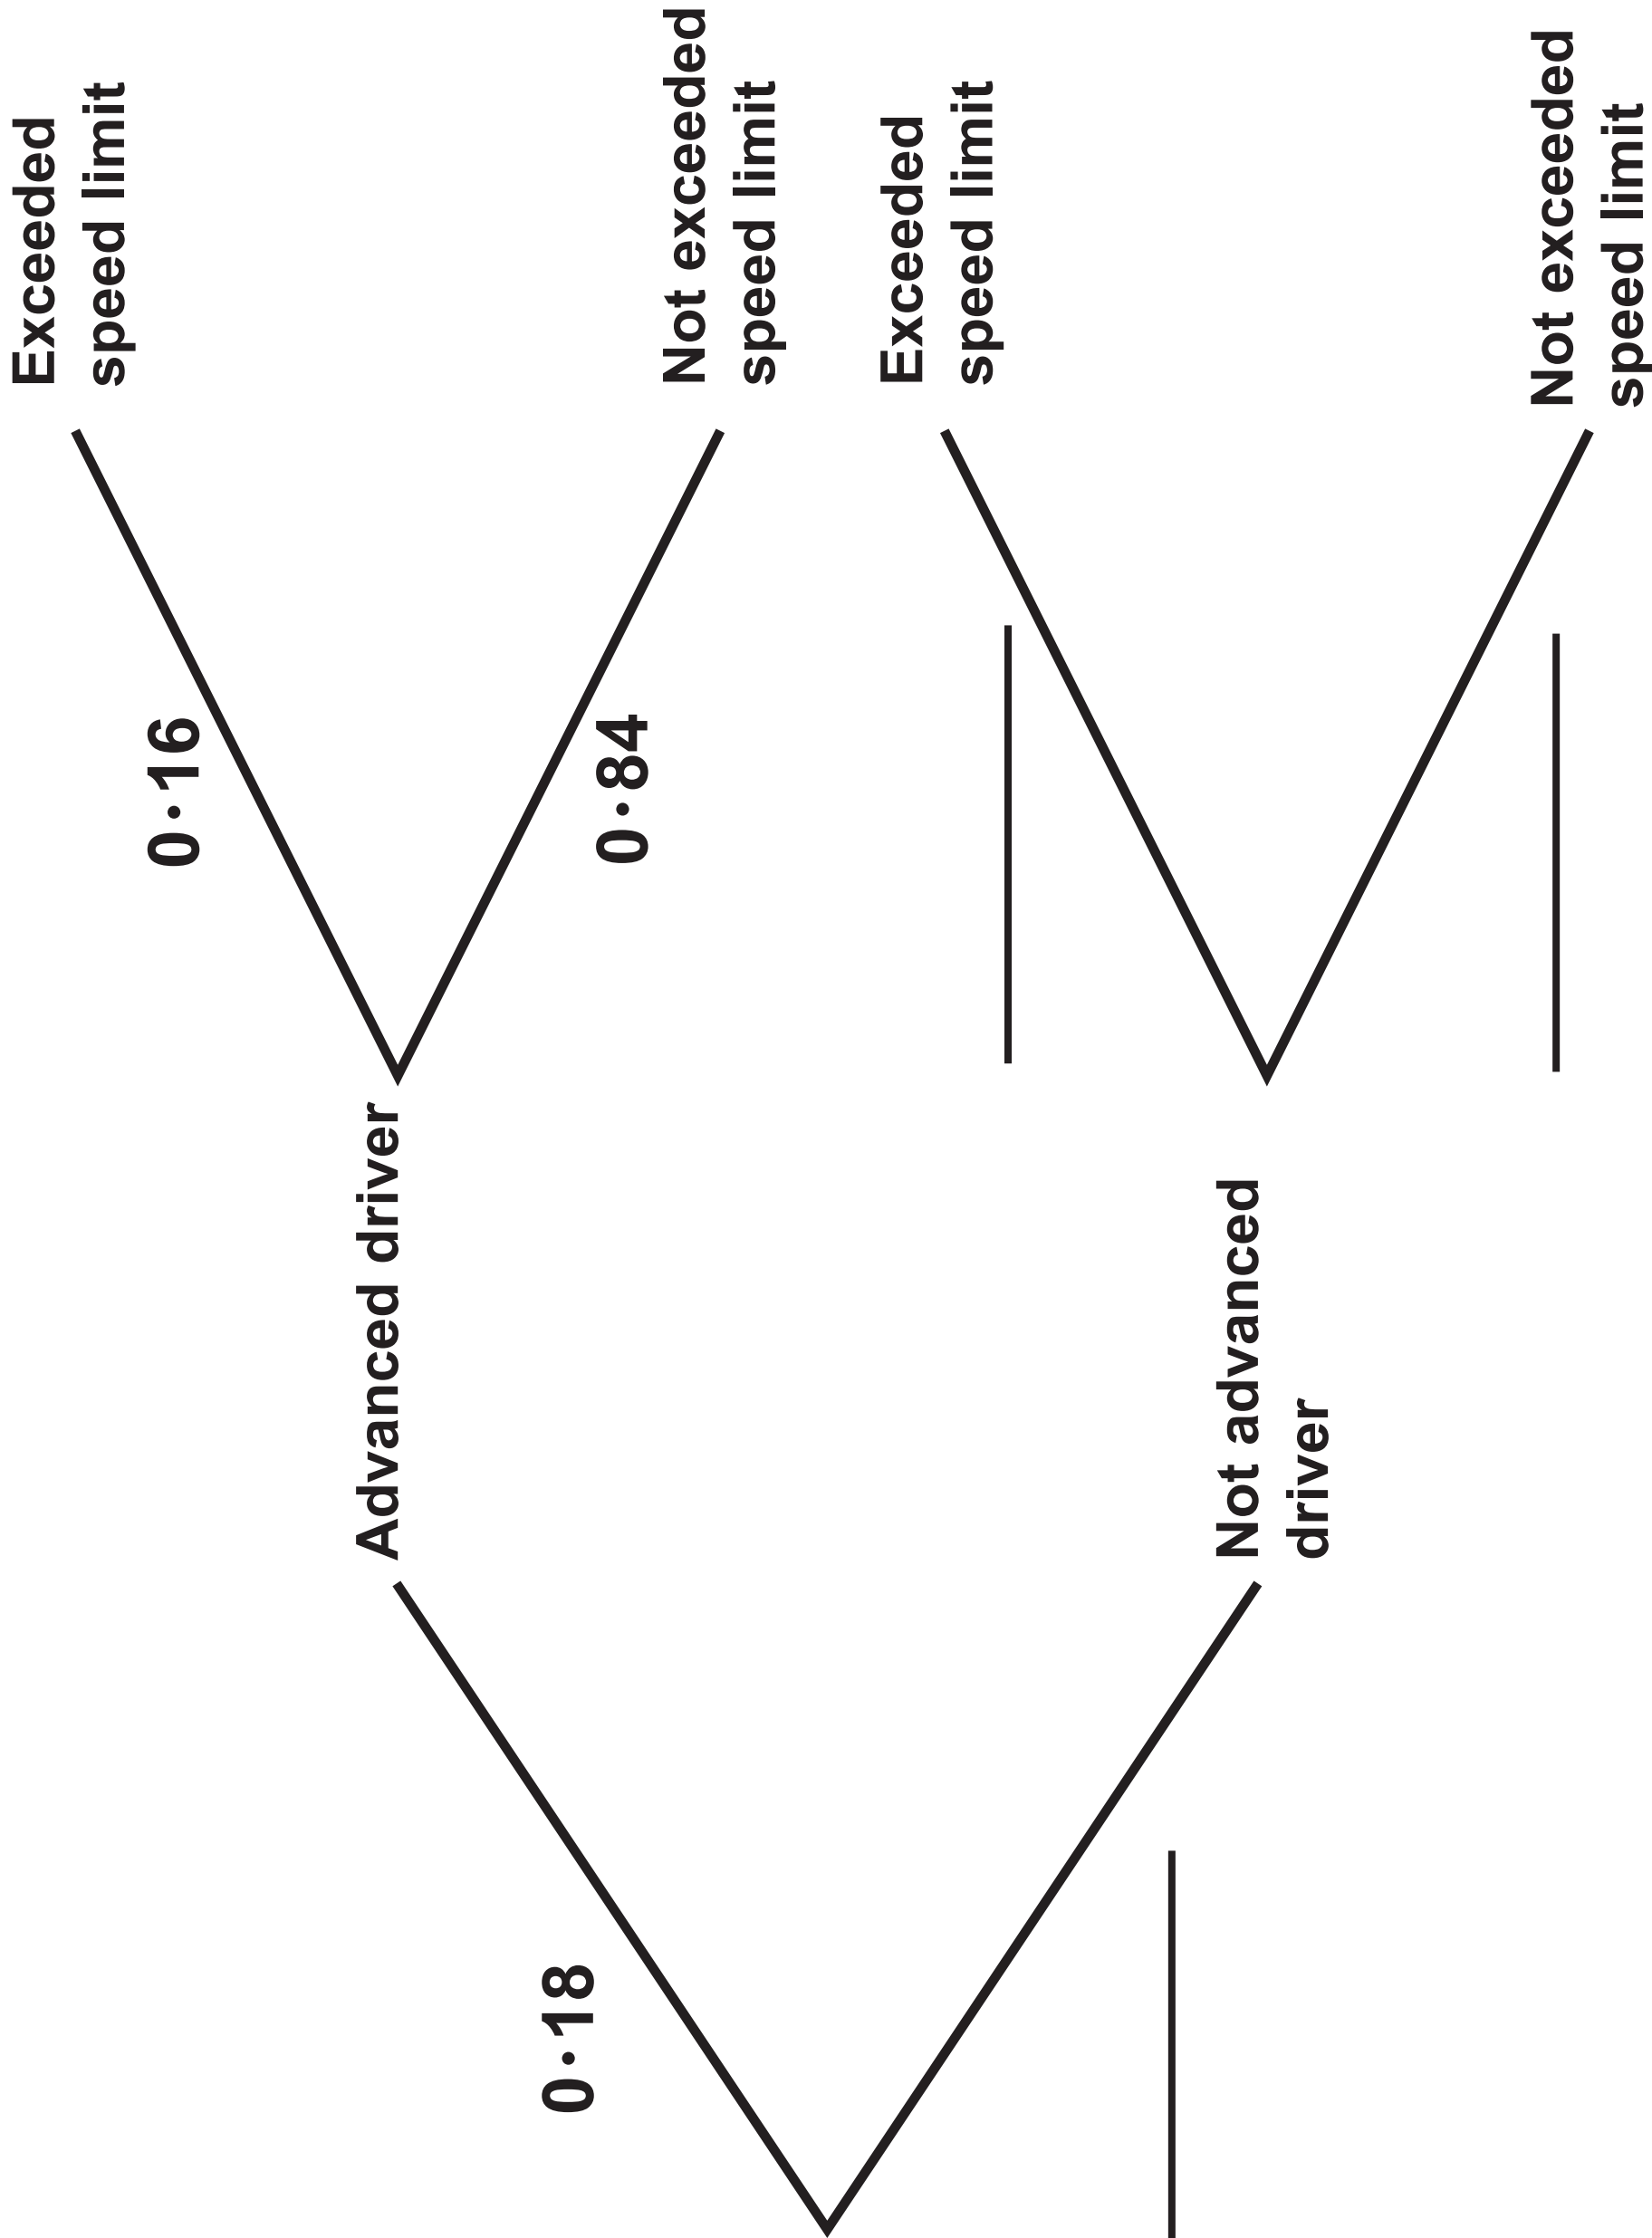 Exceeded
speed limit
0·16
Advanced driver
0·84
Not exceeded
speed limit
0·18
Exceeded
speed limit
Not advanced
driver
Not exceeded
speed limit